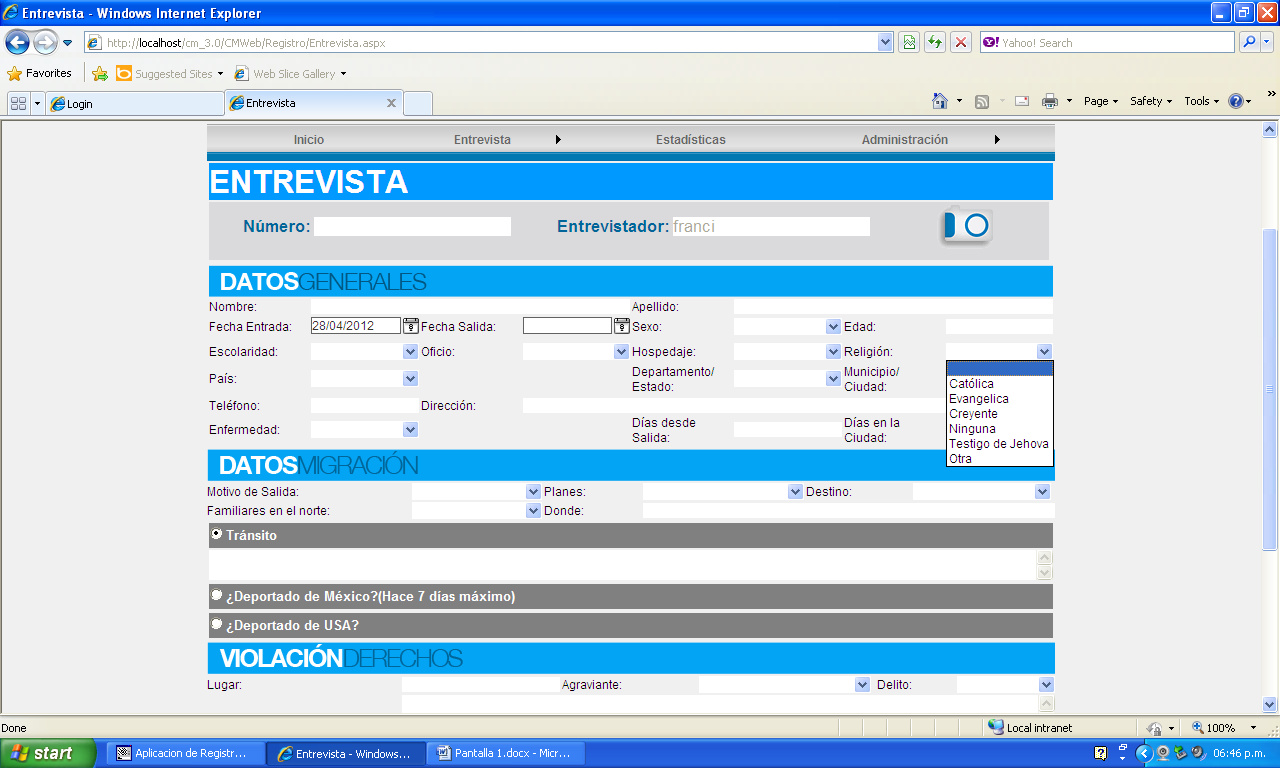 Entrevista - Windows Internet Explorer
http://localhost/cm_3.0/CMWeb/Registro/Entrevista.aspx
Yahoo! Search
Favorites
Suggested Sites
Web Slice Gallery
Login
Entrevista
Page
Safety
Tools
Inicio
Entrevista
Estadísticas
Administración
ENTREVISTA
Número:
Entrevistador: franci
DATOSGENERALES
Nombre:
Apellido:
Fecha Entrada: 28/04/2012
Fecha Salida:
Sexo:
Edad:
Escolaridad:
Oficio:
Hospedaje:
Religión:
Católica
Evangelica
Creyente
Ninguna
Testigo de Jehova
Otra
País:
Departamento/
Estado:
Municipio/
Ciudad:
Teléfono:
Dirección:
Enfermedad:
Días desde
Salida:
Días en la
Ciudad:
DATOSMIGRACIÓN
Motivo de Salida:
Planes:
Destino:
Familiares en el norte:
Donde:
Tránsito
¿Deportado de México?(Hace 7 días máximo)
¿Deportado de USA?
VIOLACIÓNDERECHOS
Lugar:
Agraviante:
Delito:
Done
Local intranet
100%
start
Aplicacion de Registr...
Entrevista - Windows...
Pantalla 1.docx - Micr...
06:46 p.m.